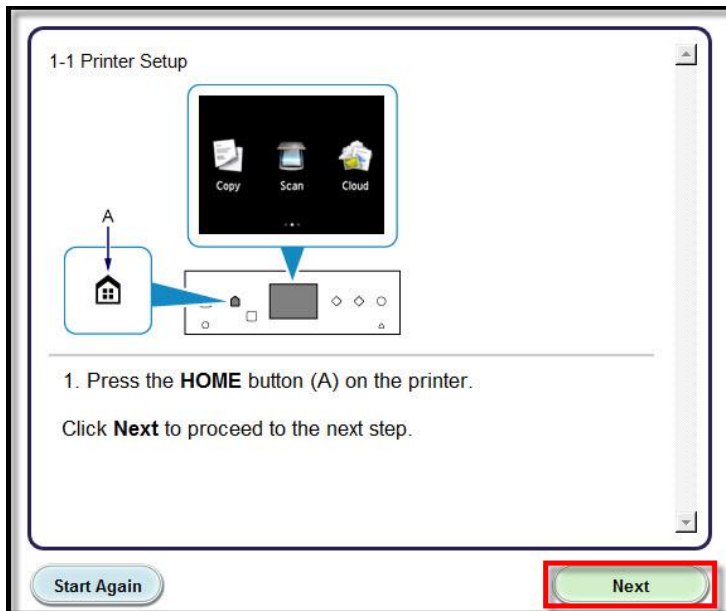 1-1 Printer Setup
Copy Scan Cloud
A
1. Press the HOME button (A) on the printer.
Click Next to proceed to the next step.
Start Again Next